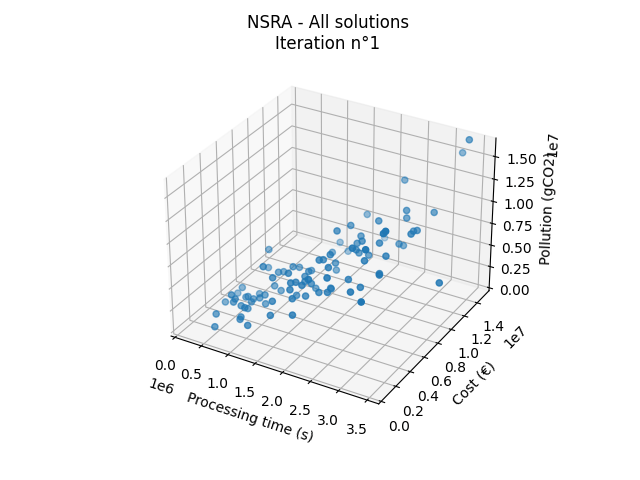 NSRA - All solutions
Iteration n°1
1e7
1.50
1.25
1.00
0.75
0.50
0.25
0.00
Pollution (gCO2)
1.4
1.2
1.0
0.8
0.6
0.4
0.2
0.0
1e7
Cost (€)
0.0
0.5
1.0
1.5
2.0
2.5
3.0
3.5
1e6
Processing time (s)